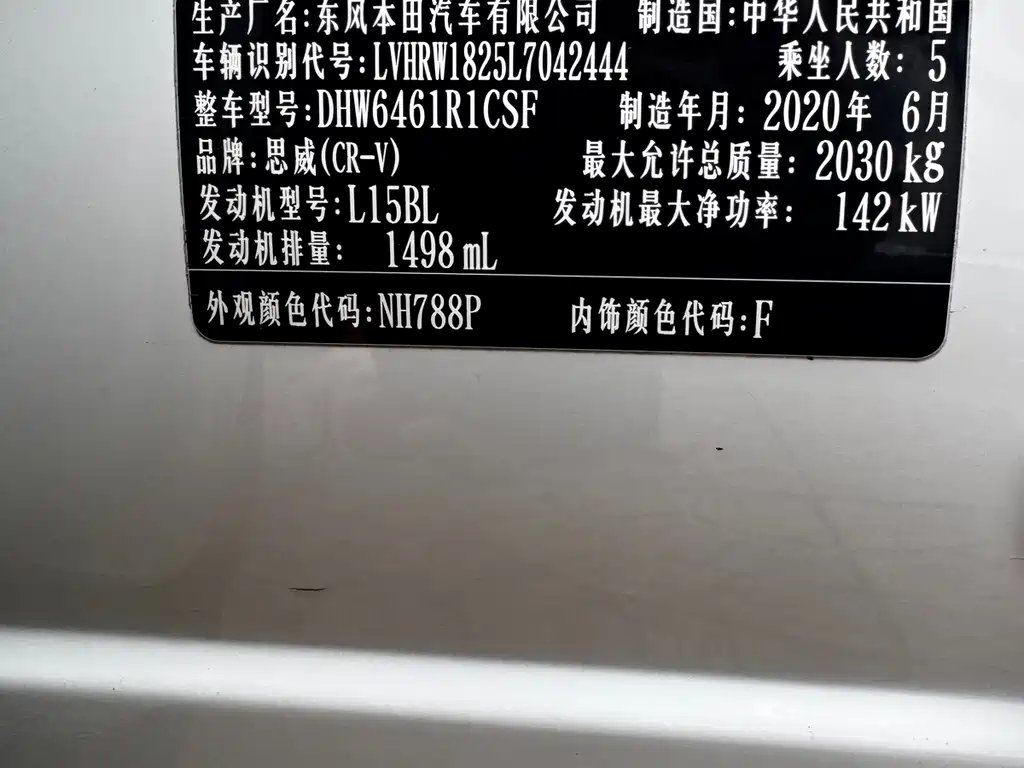 生产厂名:东风本田汽车有限公司 制造国:中华人民共和国
车辆识别代号:LVHRW1825L7042444 乘坐人数: 5
整车型号:DHW6461R1CSF 制造年月: 2020年 6月
品牌:思威(CR-V) 最大允许总质量: 2030 kg
发动机型号:L15BL 发动机最大净功率: 142 kW
发动机排量: 1498 mL
外观颜色代码:NH788P 内饰颜色代码:F